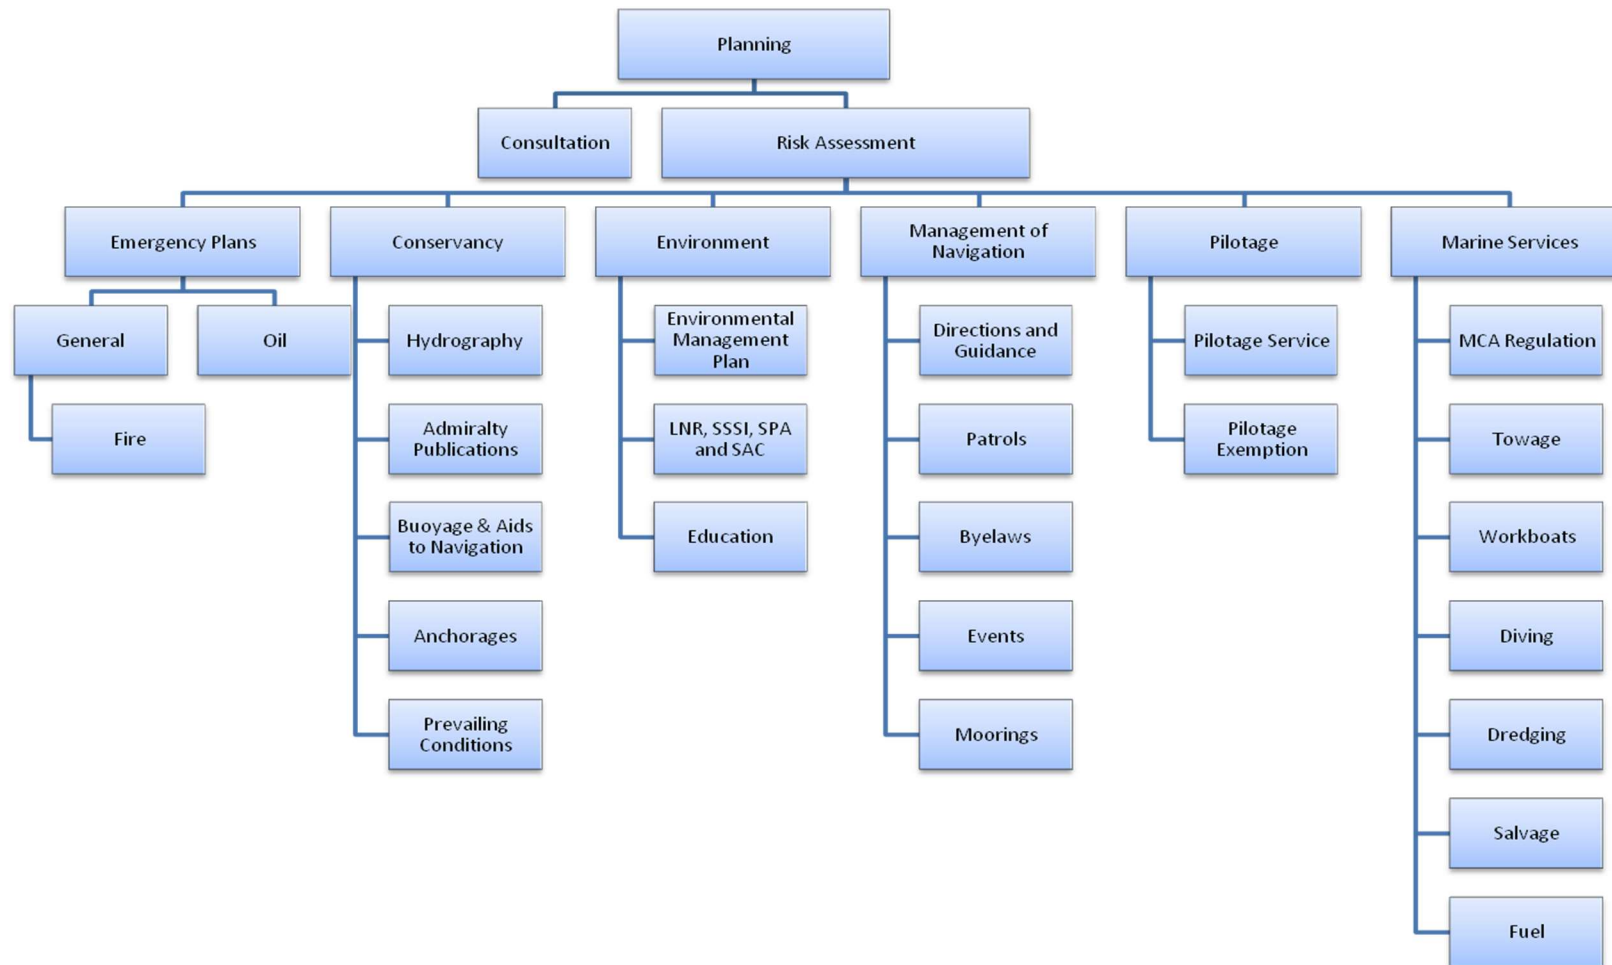 Planning
Consultation
Risk Assessment
Emergency Plans
Conservancy
Environment
Management of
Navigation
Pilotage
Marine Services
General
Oil
Fire
Hydrography
Admiralty
Publications
Buoyage & Aids
to Navigation
Anchorages
Prevailing
Conditions
Environmental
Management
Plan
LNR, SSSI, SPA
and SAC
Education
Directions and
Guidance
Patrols
Byelaws
Events
Moorings
Pilotage Service
Pilotage
Exemption
MCA Regulation
Towage
Workboats
Diving
Dredging
Salvage
Fuel